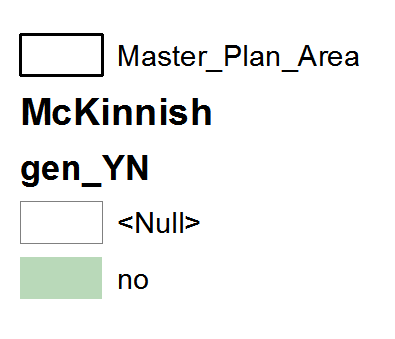 Master_Plan_Area
McKinnish
gen_YN
<Null>
no